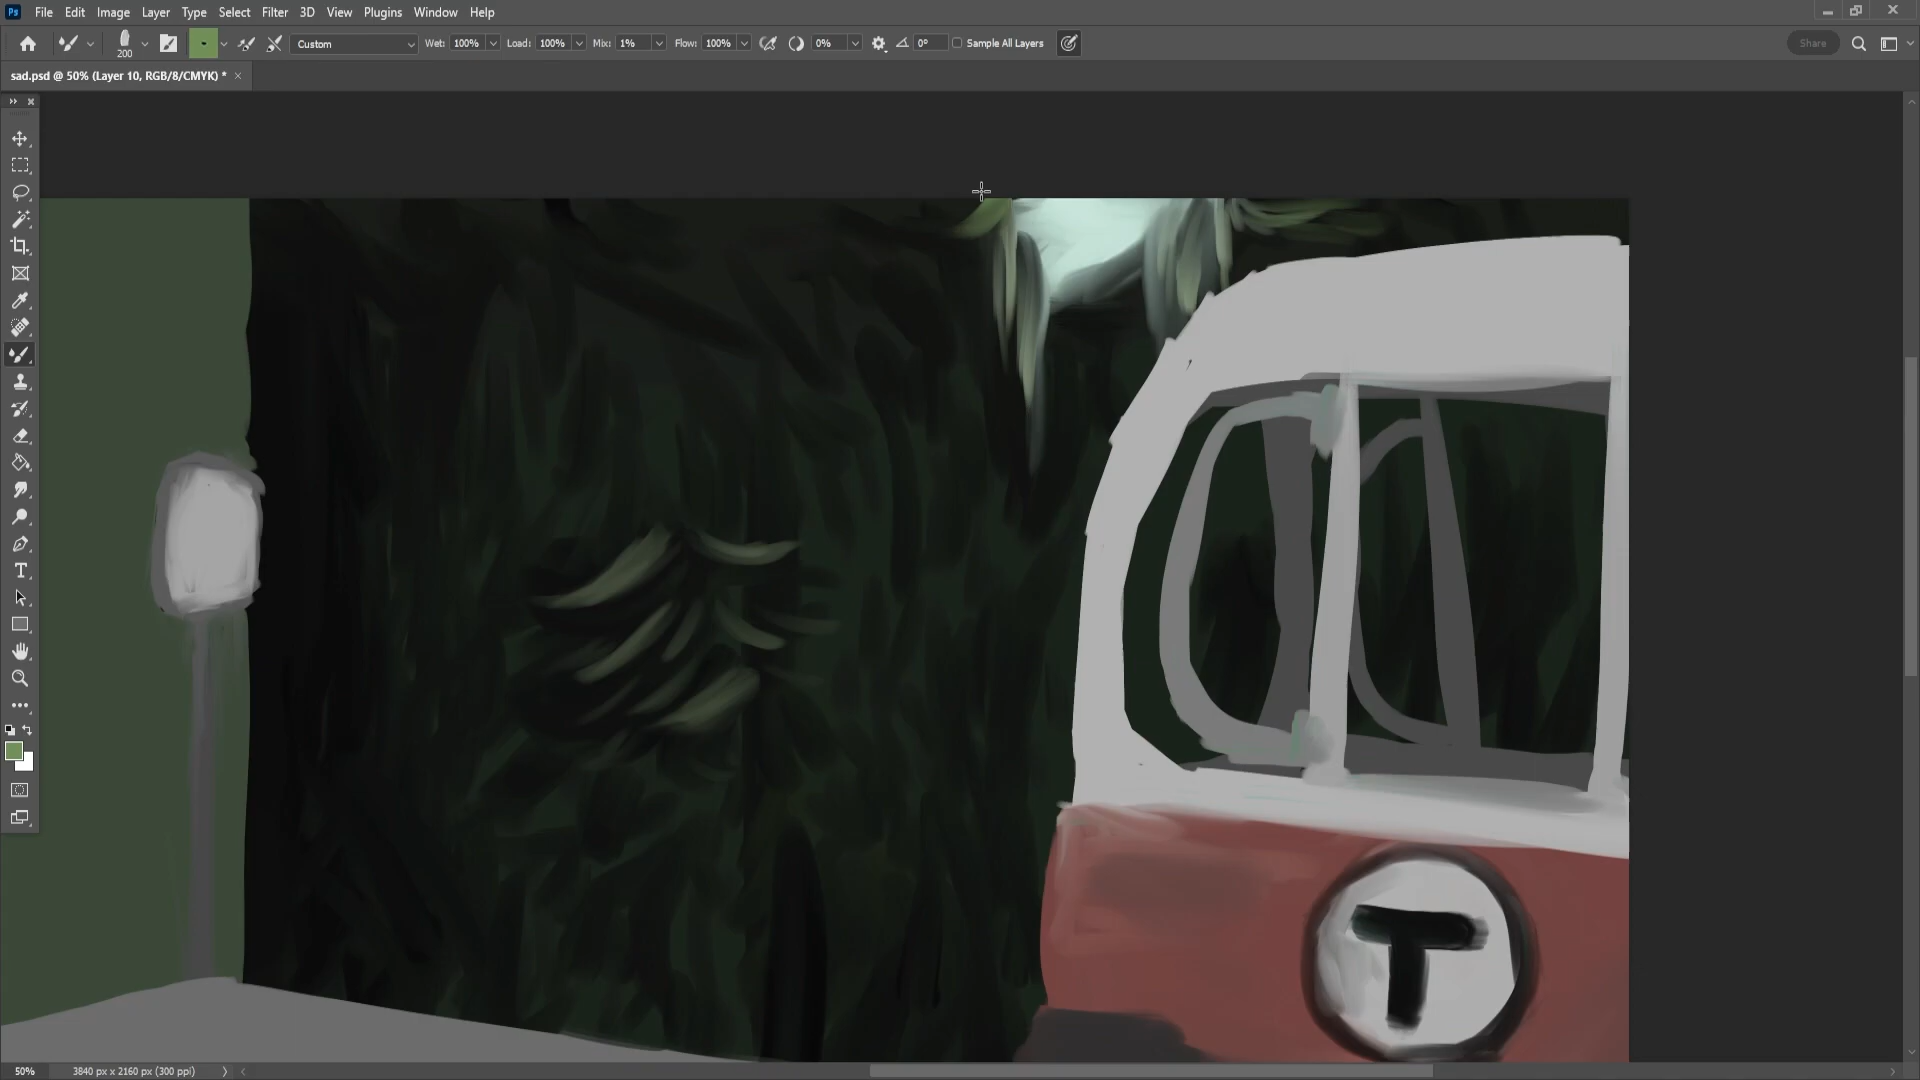 Ps File Edit Image Layer Type Select Filter 3D View Plugins Window Help
200 Custom Wet: 100% Load: 100% Mix: 1% Flow: 100% 0% 0° Sample All Layers Share
sad.psd @ 50% (Layer 10, RGB/8/CMYK) *
T
T
50% 3840 px x 2160 px (300 ppi)